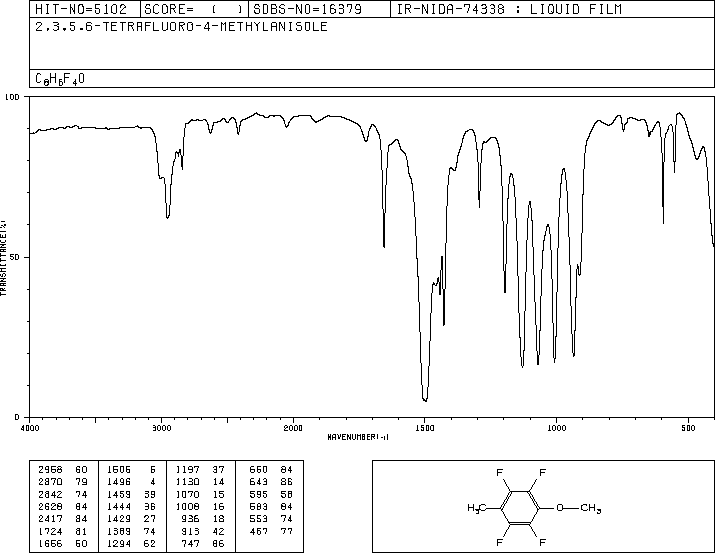 HIT-NO=5102 SCORE= ( ) SDBS-NO=16379 IR-NIDA-74338 : LIQUID FILM
2,3,5,6-TETRAFLUORO-4-METHYLANISOLE
C8H6F4O
100
50
0
TRANSMITTANCE(%)
4000 3000 2000 1500 1000 500
WAVENUMBER(-1)
2958 60 1506 5 1197 37 660 84
2870 79 1496 4 1130 14 643 86
2842 74 1459 39 1070 15 595 58
2628 84 1444 36 1008 16 583 84
2417 84 1429 27 936 18 553 74
1724 81 1389 74 913 42 467 77
1656 50 1294 62 747 86
F F
H3C O CH3
F F